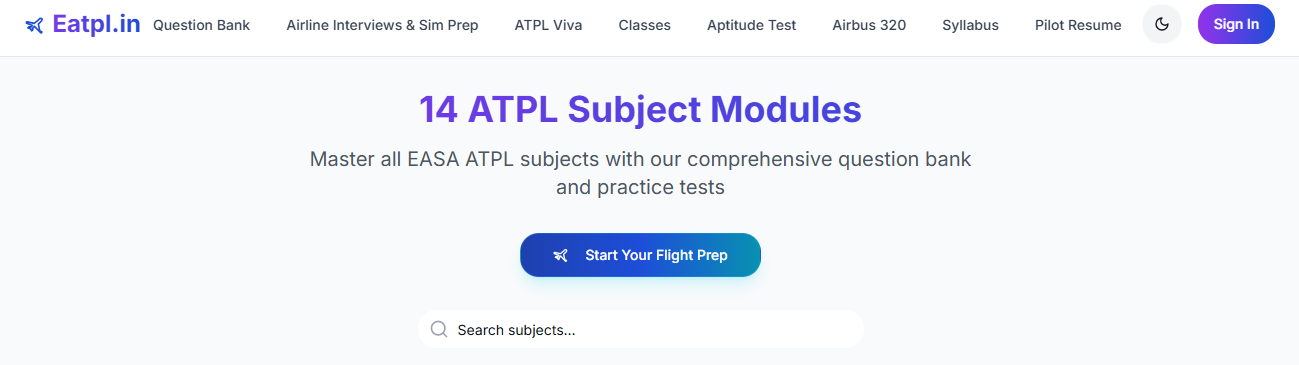 Eatpl.in Question Bank Airline Interviews & Sim Prep ATPL Viva Classes Aptitude Test Airbus 320 Syllabus Pilot Resume Sign In
14 ATPL Subject Modules
Master all EASA ATPL subjects with our comprehensive question bank
and practice tests
Start Your Flight Prep
Search subjects...